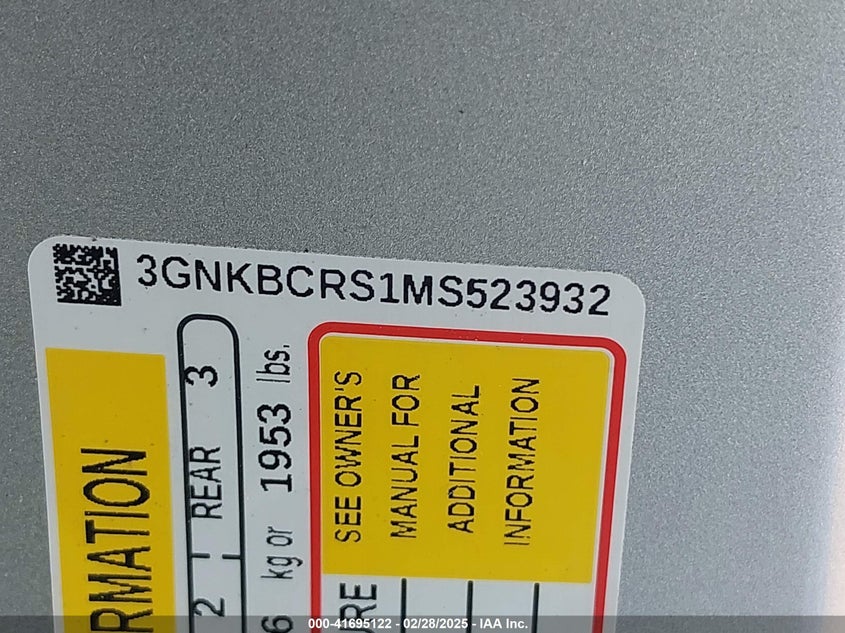 3GNKBCRS1MS523932
RMATION
2 REAR 3
6 kg or 1953 lbs.
SEE OWNER'S
MANUAL FOR
ADDITIONAL
INFORMATION
URE
000-41695122 - 02/28/2025 - IAA Inc.